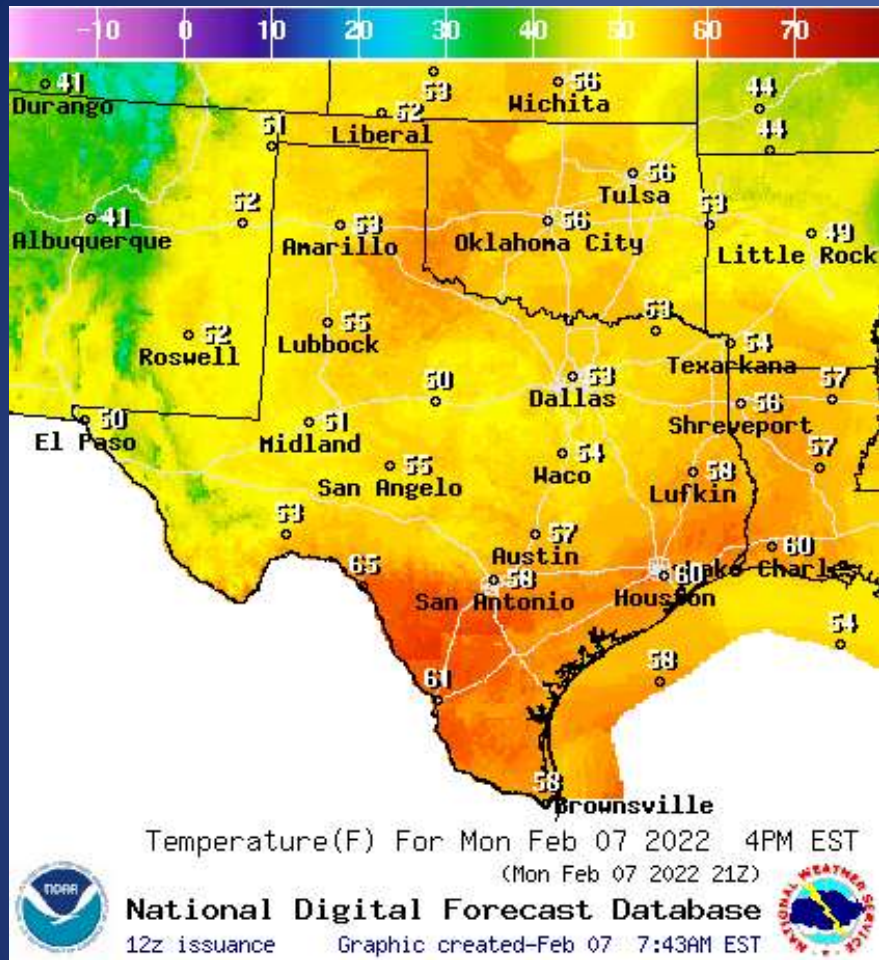 -10 0 10 20 30 40 50 60 70
41
Durango
53
56
Wichita
44
52
Liberal
51
44
56
Tulsa
41
Albuquerque
52
53
Amarillo
56
Oklahoma City
53
49
Little Rock
52
Roswell
55
Lubbock
53
54
Texarkana
50
53
Dallas
57
56
Shreveport
50
El Paso
51
Midland
55
San Angelo
54
Waco
58
Lufkin
57
53
57
Austin
60
Charles
65
San Antonio
60
Houston
54
61
58
Brownsville
Temperature(F) For Mon Feb 07 2022 4PM EST
(Mon Feb 07 2022 21Z)
National Digital Forecast Database
12z issuance Graphic created-Feb 07 7:43AM EST
NOAA
NATIONAL WEATHER SERVICE